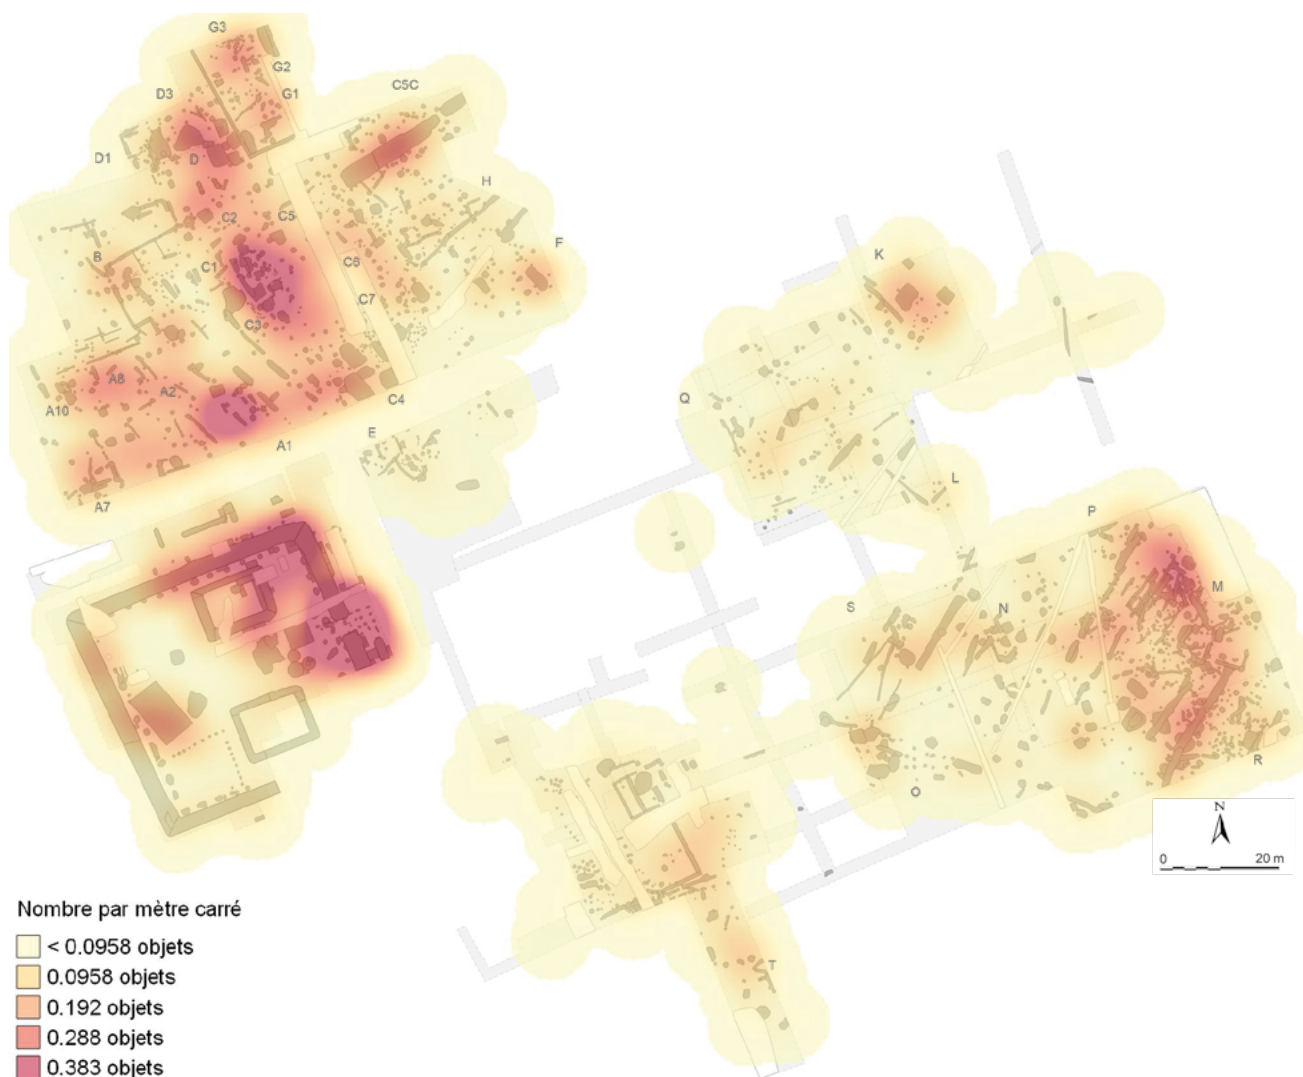 G3
G2
C5C
D3
G1
D1
D
H
C2
C5
F
B
C1
C6
K
C7
C3
A8
A2
A10
C4
Q
E
A1
L
A7
P
M
S
N
R
O
N
0 20 m
T
Nombre par mètre carré
< 0.0958 objets
0.0958 objets
0.192 objets
0.288 objets
0.383 objets